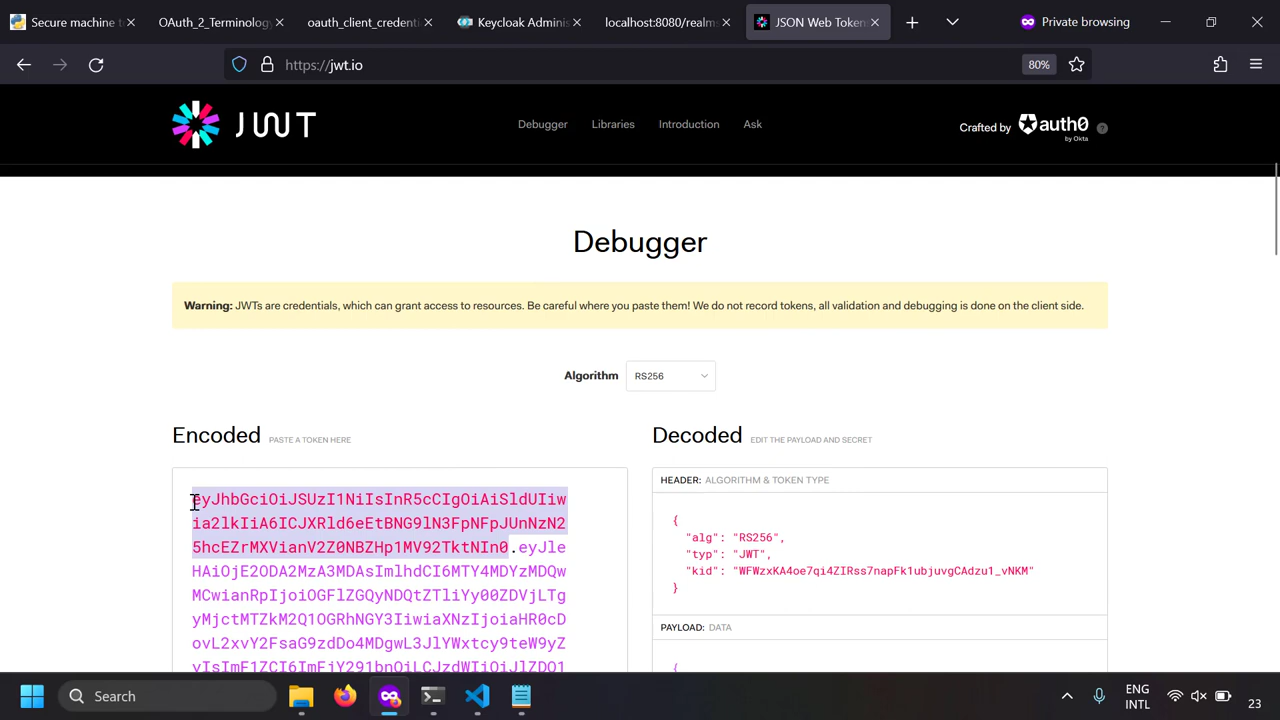 Secure machine t
OAuth_2_Terminology
oauth_client_credenti
Keycloak Adminis
localhost:8080/realms
JSON Web Token
Private browsing
https://jwt.io
80%
JWT
Debugger
Libraries
Introduction
Ask
Crafted by
auth0
by Okta
?
Debugger
Warning: JWTs are credentials, which can grant access to resources. Be careful where you paste them! We do not record tokens, all validation and debugging is done on the client side.
Algorithm
RS256
Encoded
PASTE A TOKEN HERE
Decoded
EDIT THE PAYLOAD AND SECRET
eyJhbGciOiJSUzI1NiIsInR5cCIgOiAiSldUIiw
ia2lkIiA6ICJXRld6eEtBNG9lN3FpNFpJUnNzN2
5hcEZrMXVianV2Z0NBZHp1MV92TktNIn0.eyJle
HAiOjE2ODA2MzA3MDAsImlhdCI6MTY4MDYzMDQw
MCwianRpIjoiOGFlZGQyNDQtZTliYy00ZDVjLTg
yMjctMTZkM2Q1OGRhNGY3IiwiaXNzIjoiaHR0cD
ovL2xvY2FsaG9zdDo4MDgwL3JlYWxtcy9teW9yZ
yIsImF1ZCI6ImFjY291bnQiLCJzdWIiOiJlZDQ1
HEADER: ALGORITHM & TOKEN TYPE
{
"alg": "RS256",
"typ": "JWT",
"kid": "WFWzxKA4oe7qi4ZIRss7napFk1ubjuvgCAdzu1_vNKM"
}
PAYLOAD: DATA
{
Search
ENG
INTL
23